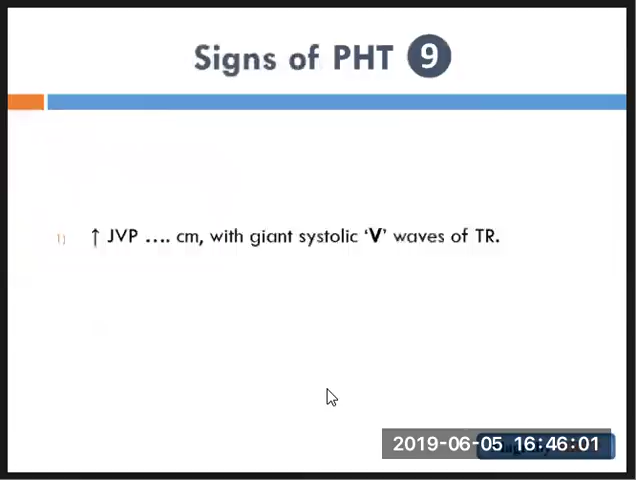 Signs of PHT 9
1) ↑ JVP .... cm, with giant systolic ‘V’ waves of TR.
2019-06-05 16:46:01